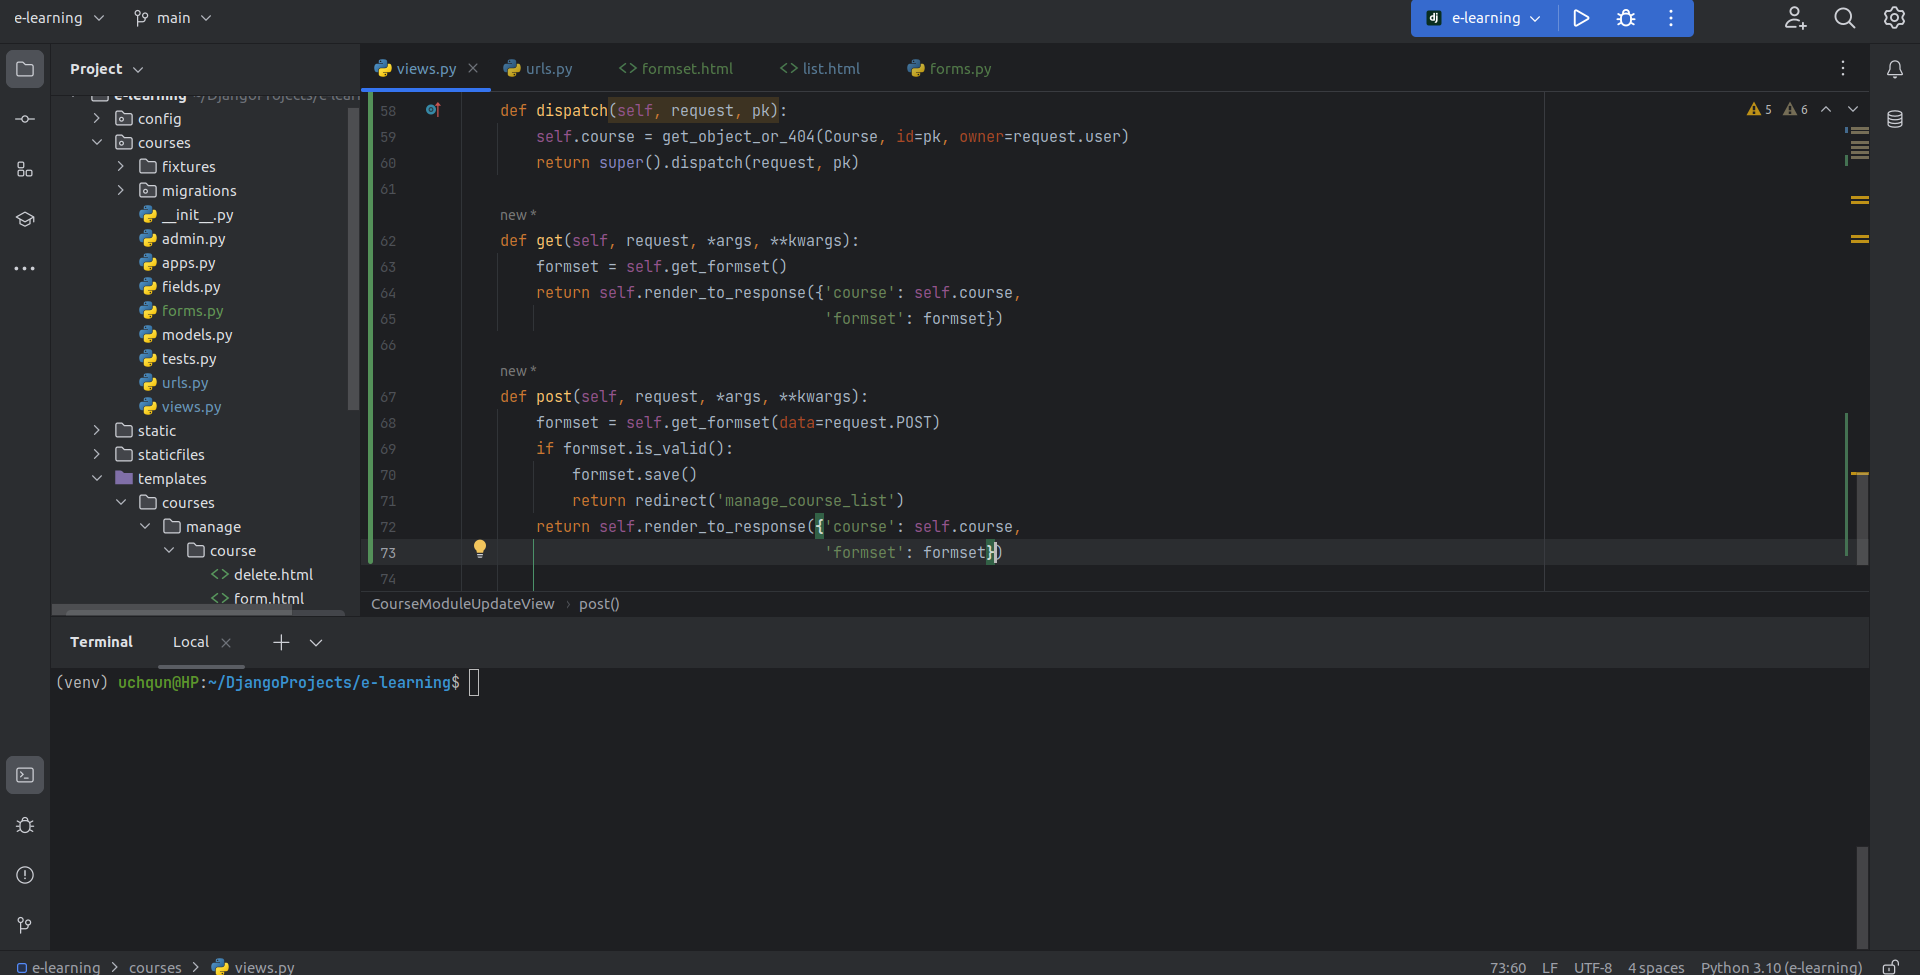 e-learning main
dj e-learning
Project
views.py urls.py <> formset.html <> list.html forms.py
config
courses
fixtures
migrations
__init__.py
admin.py
apps.py
fields.py
forms.py
models.py
tests.py
urls.py
views.py
static
staticfiles
templates
courses
manage
course
<> delete.html
<> form.html
5 6
58 def dispatch(self, request, pk):
59 self.course = get_object_or_404(Course, id=pk, owner=request.user)
60 return super().dispatch(request, pk)
61
new *
62 def get(self, request, *args, **kwargs):
63 formset = self.get_formset()
64 return self.render_to_response({'course': self.course,
65 'formset': formset})
66
new *
67 def post(self, request, *args, **kwargs):
68 formset = self.get_formset(data=request.POST)
69 if formset.is_valid():
70 formset.save()
71 return redirect('manage_course_list')
72 return self.render_to_response({'course': self.course,
73 'formset': formset})
74
CourseModuleUpdateView › post()
Terminal Local
(venv) uchqun@HP:~/DjangoProjects/e-learning$
e-learning > courses > views.py
73:60 LF UTF-8 4 spaces Python 3.10 (e-learning)